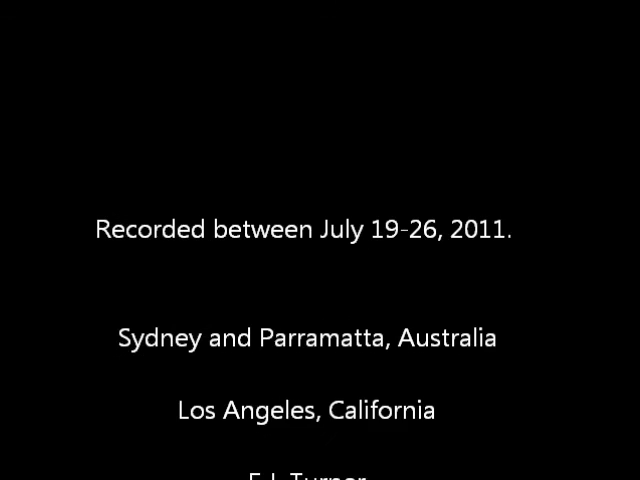 Recorded between July 19-26, 2011.
Sydney and Parramatta, Australia
Los Angeles, California